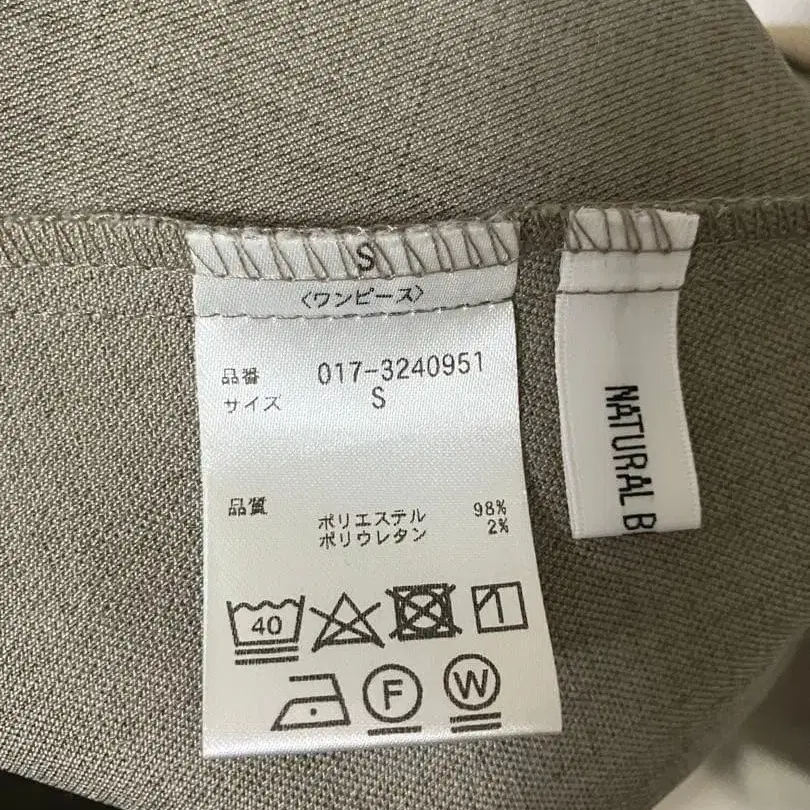 S
〈ワンピース〉
品番 017-3240951
サイズ S
品質 ポリエステル 98%
ポリウレタン 2%
40
F
W
NATURAL B